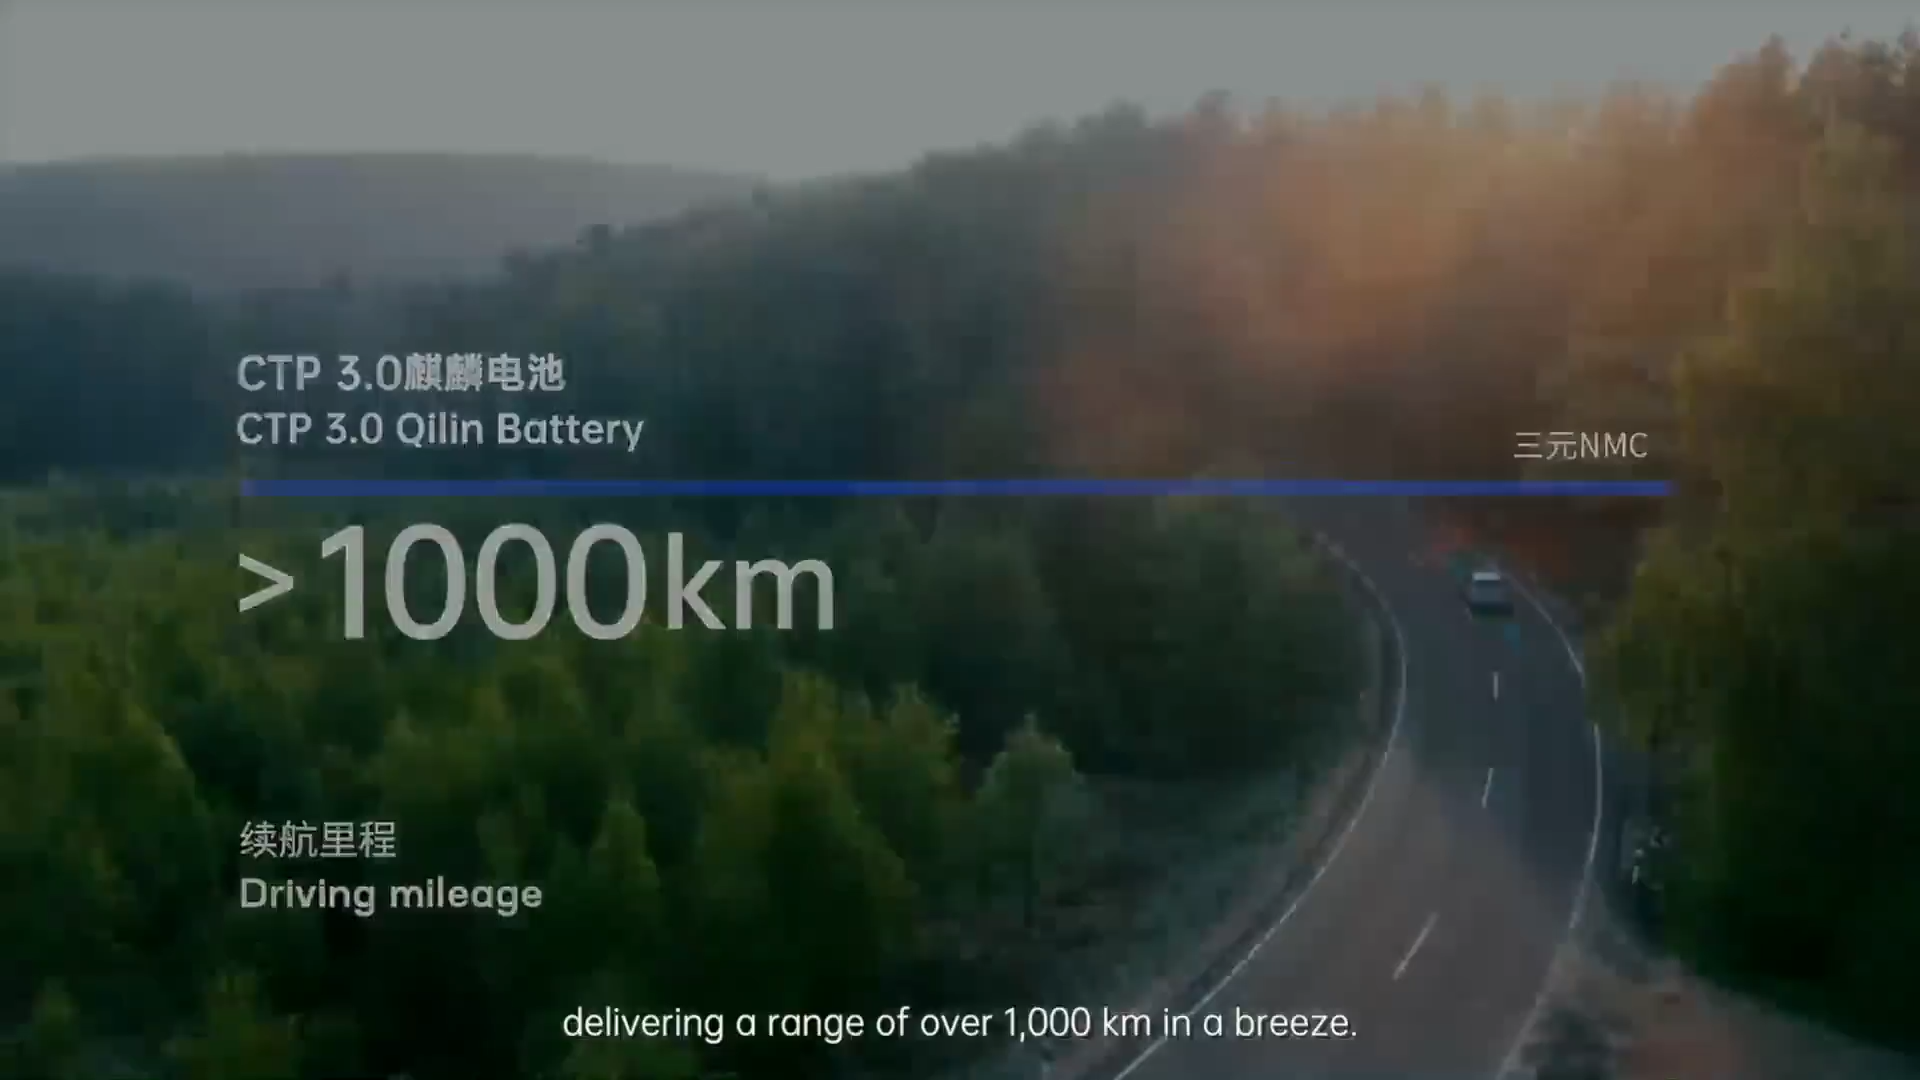 CTP 3.0麒麟电池
CTP 3.0 Qilin Battery
三元NMC
>1000km
续航里程
Driving mileage
delivering a range of over 1,000 km in a breeze.